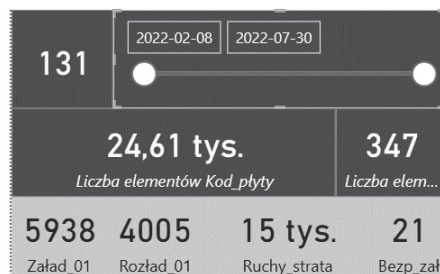 131
2022-02-08 2022-07-30
24,61 tys. 347
Liczba elementów Kod_płyty Liczba elem...
5938 4005 15 tys. 21
Załad_01 Rozład_01 Ruchy_strata Bezp_zał